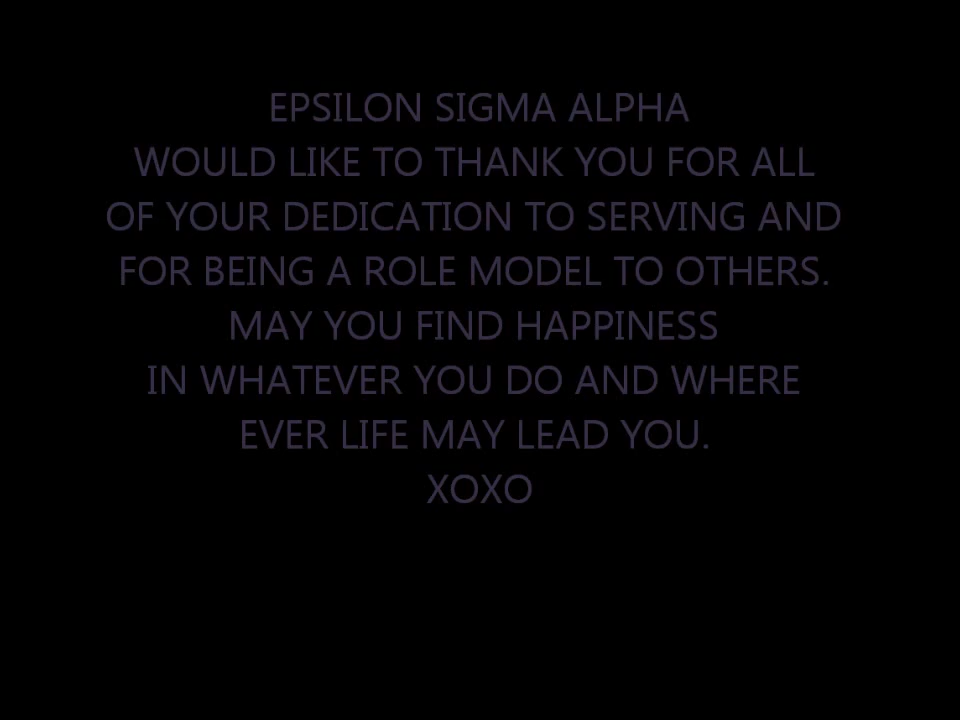 EPSILON SIGMA ALPHA
WOULD LIKE TO THANK YOU FOR ALL
OF YOUR DEDICATION TO SERVING AND
FOR BEING A ROLE MODEL TO OTHERS.
MAY YOU FIND HAPPINESS
IN WHATEVER YOU DO AND WHERE
EVER LIFE MAY LEAD YOU.
XOXO